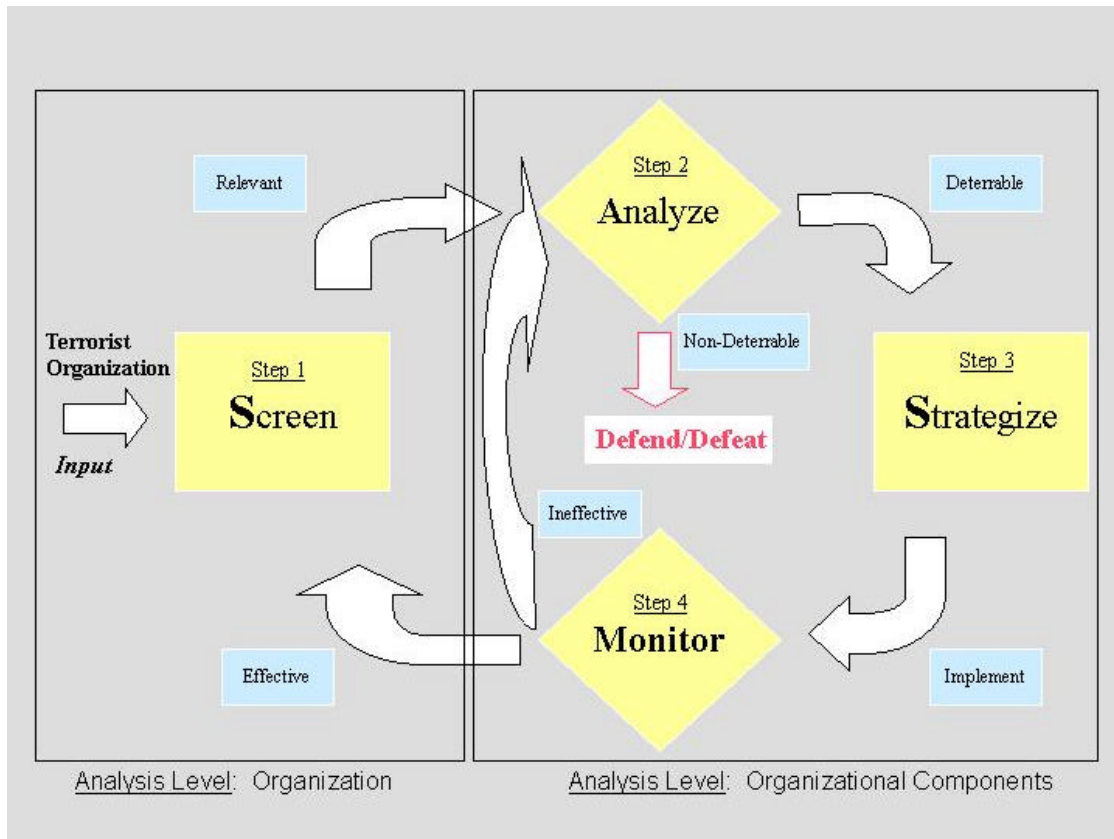 Relevant
Terrorist
Organization
Input
Step 1
Screen
Effective
Analysis Level: Organization
Step 2
Analyze
Deterrable
Non-Deterrable
Defend/Defeat
Step 3
Strategize
Ineffective
Step 4
Monitor
Implement
Analysis Level: Organizational Components